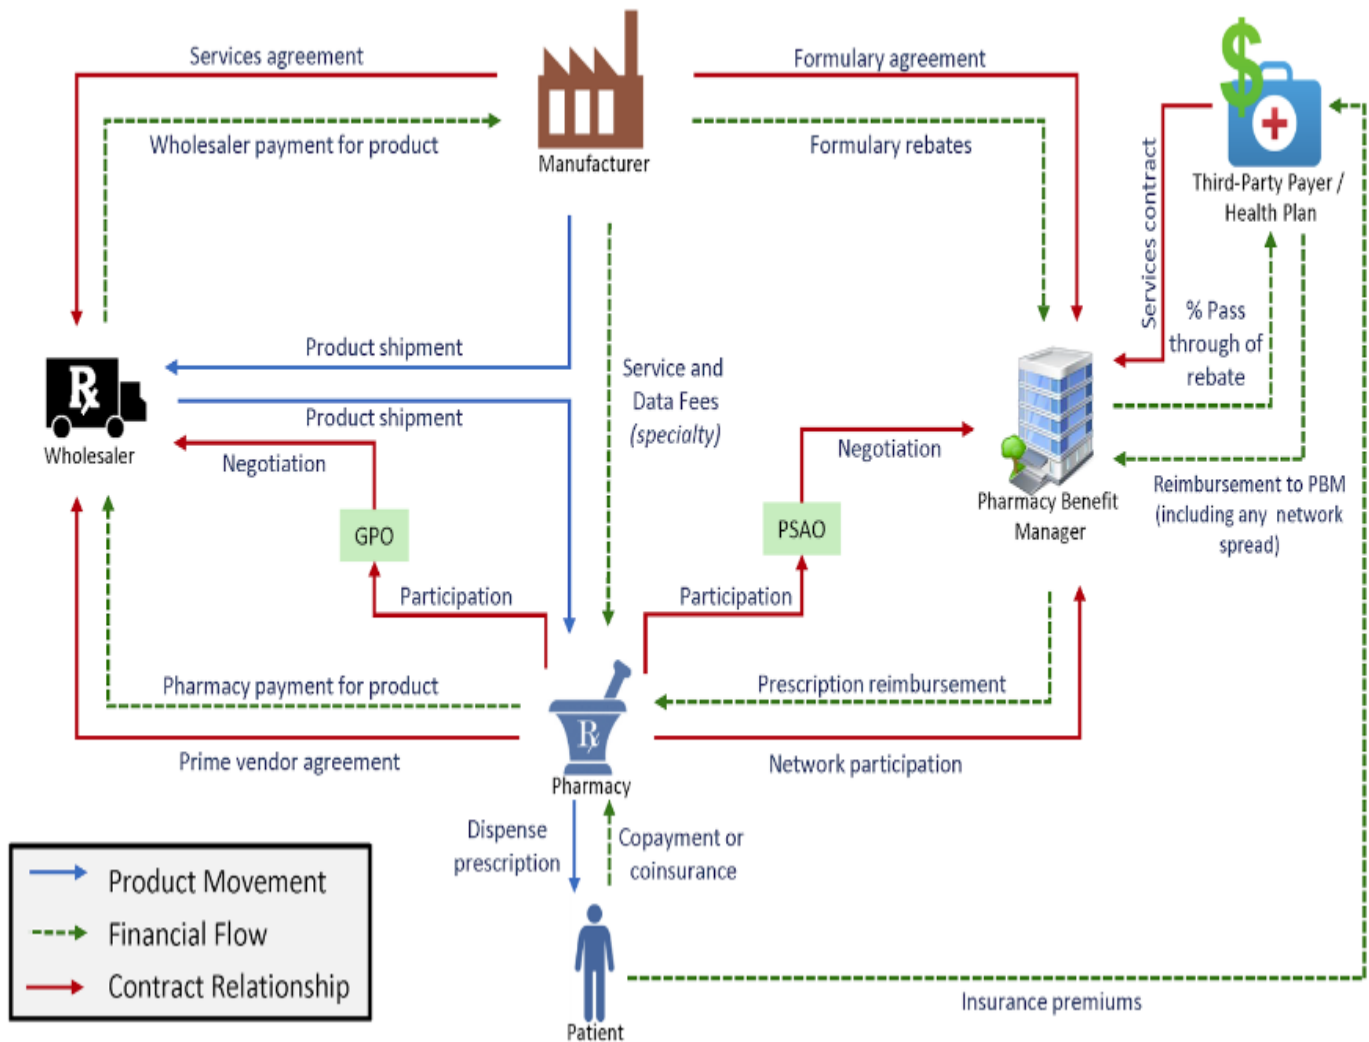 Services agreement
Formulary agreement
$
Wholesaler payment for product
Formulary rebates
Manufacturer
Third-Party Payer /
Health Plan
Services contract
% Pass
through of
rebate
Product shipment
Rx
Product shipment
Service and
Data Fees
(specialty)
Wholesaler
Negotiation
Negotiation
Pharmacy Benefit
Manager
Reimbursement to PBM
(including any network
spread)
GPO
PSAO
Participation
Participation
Pharmacy payment for product
Prescription reimbursement
Rx
Prime vendor agreement
Network participation
Pharmacy
Dispense
prescription
Copayment or
coinsurance
Product Movement
Financial Flow
Contract Relationship
Insurance premiums
Patient